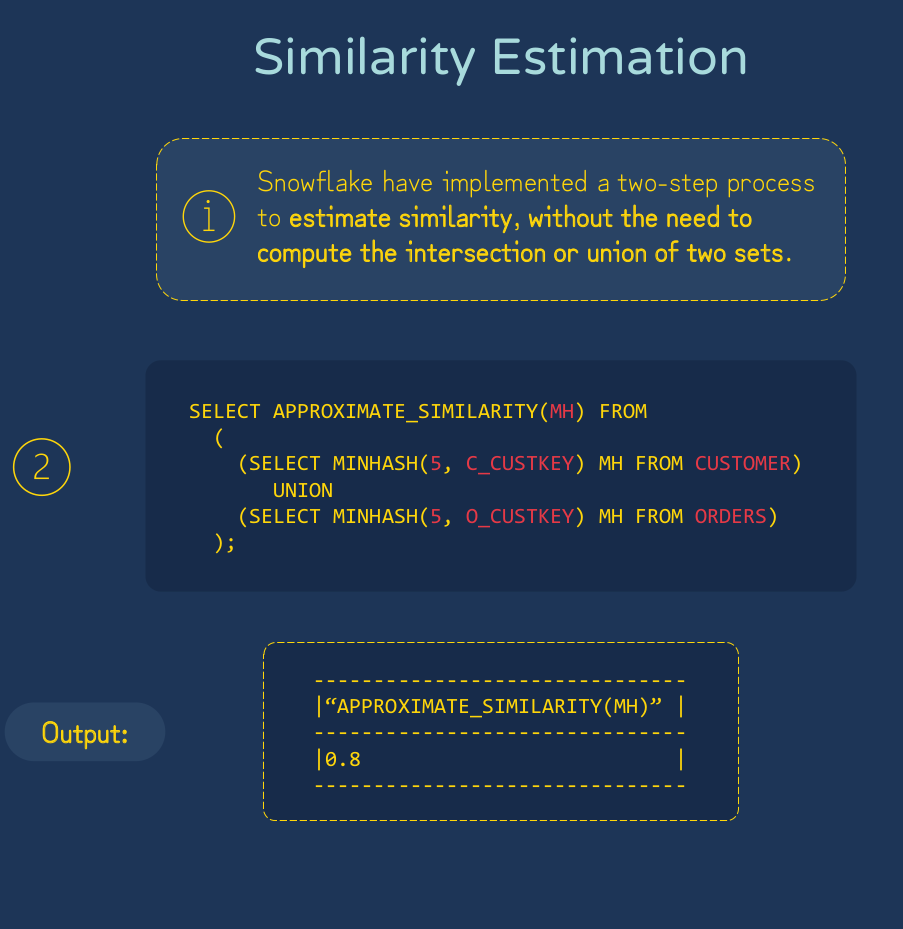 Similarity Estimation
i
Snowflake have implemented a two-step process
to estimate similarity, without the need to
compute the intersection or union of two sets.
2
SELECT APPROXIMATE_SIMILARITY(MH) FROM
  (
    (SELECT MINHASH(5, C_CUSTKEY) MH FROM CUSTOMER)
       UNION
    (SELECT MINHASH(5, O_CUSTKEY) MH FROM ORDERS)
  );
Output:
-------------------------------
|“APPROXIMATE_SIMILARITY(MH)” |
-------------------------------
|0.8                          |
-------------------------------